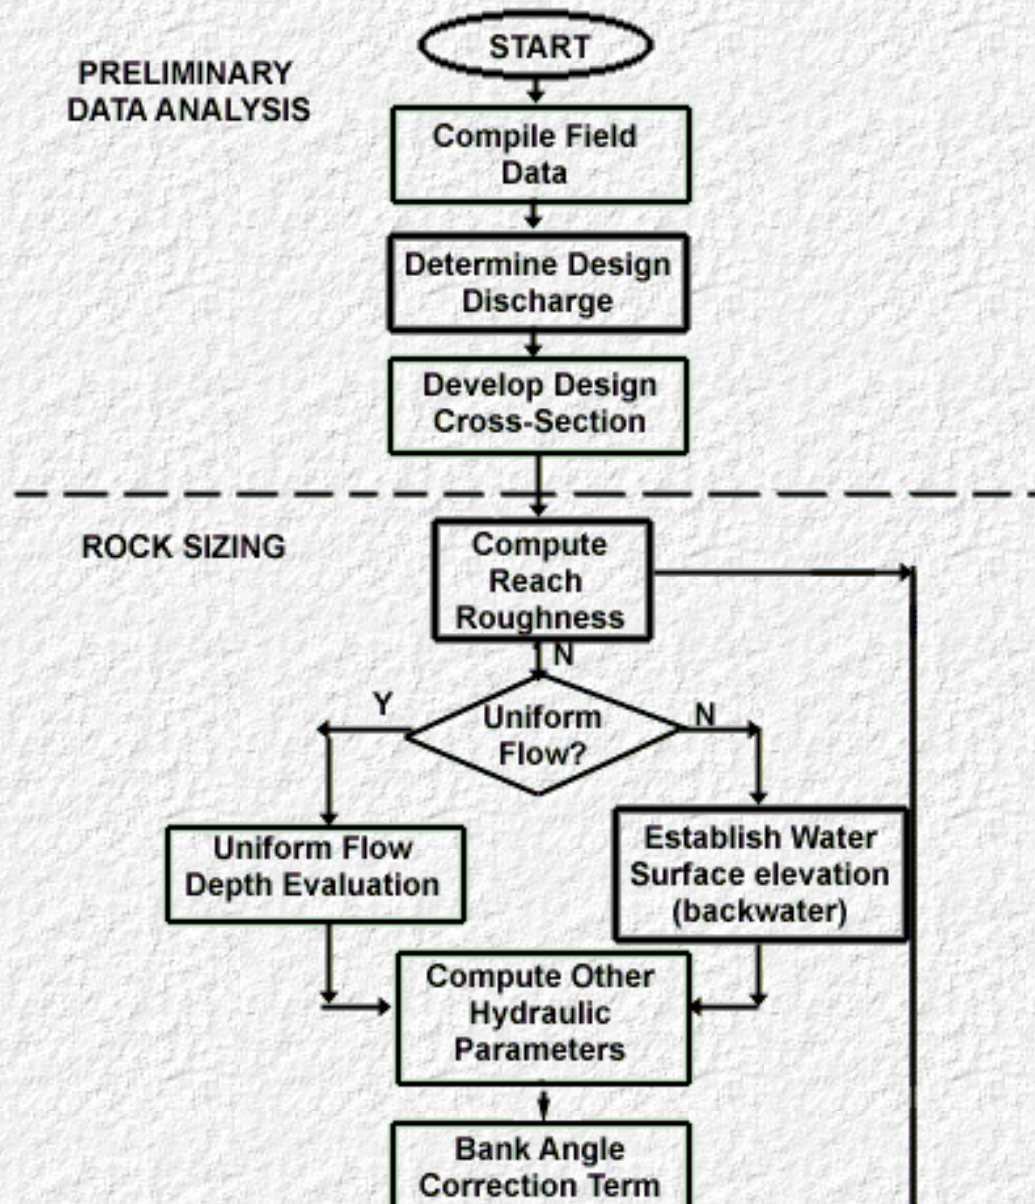 START
PRELIMINARY
DATA ANALYSIS
Compile Field
Data
Determine Design
Discharge
Develop Design
Cross-Section
ROCK SIZING
Compute
Reach
Roughness
N
Y
Uniform
Flow?
N
Uniform Flow
Depth Evaluation
Establish Water
Surface elevation
(backwater)
Compute Other
Hydraulic
Parameters
Bank Angle
Correction Term